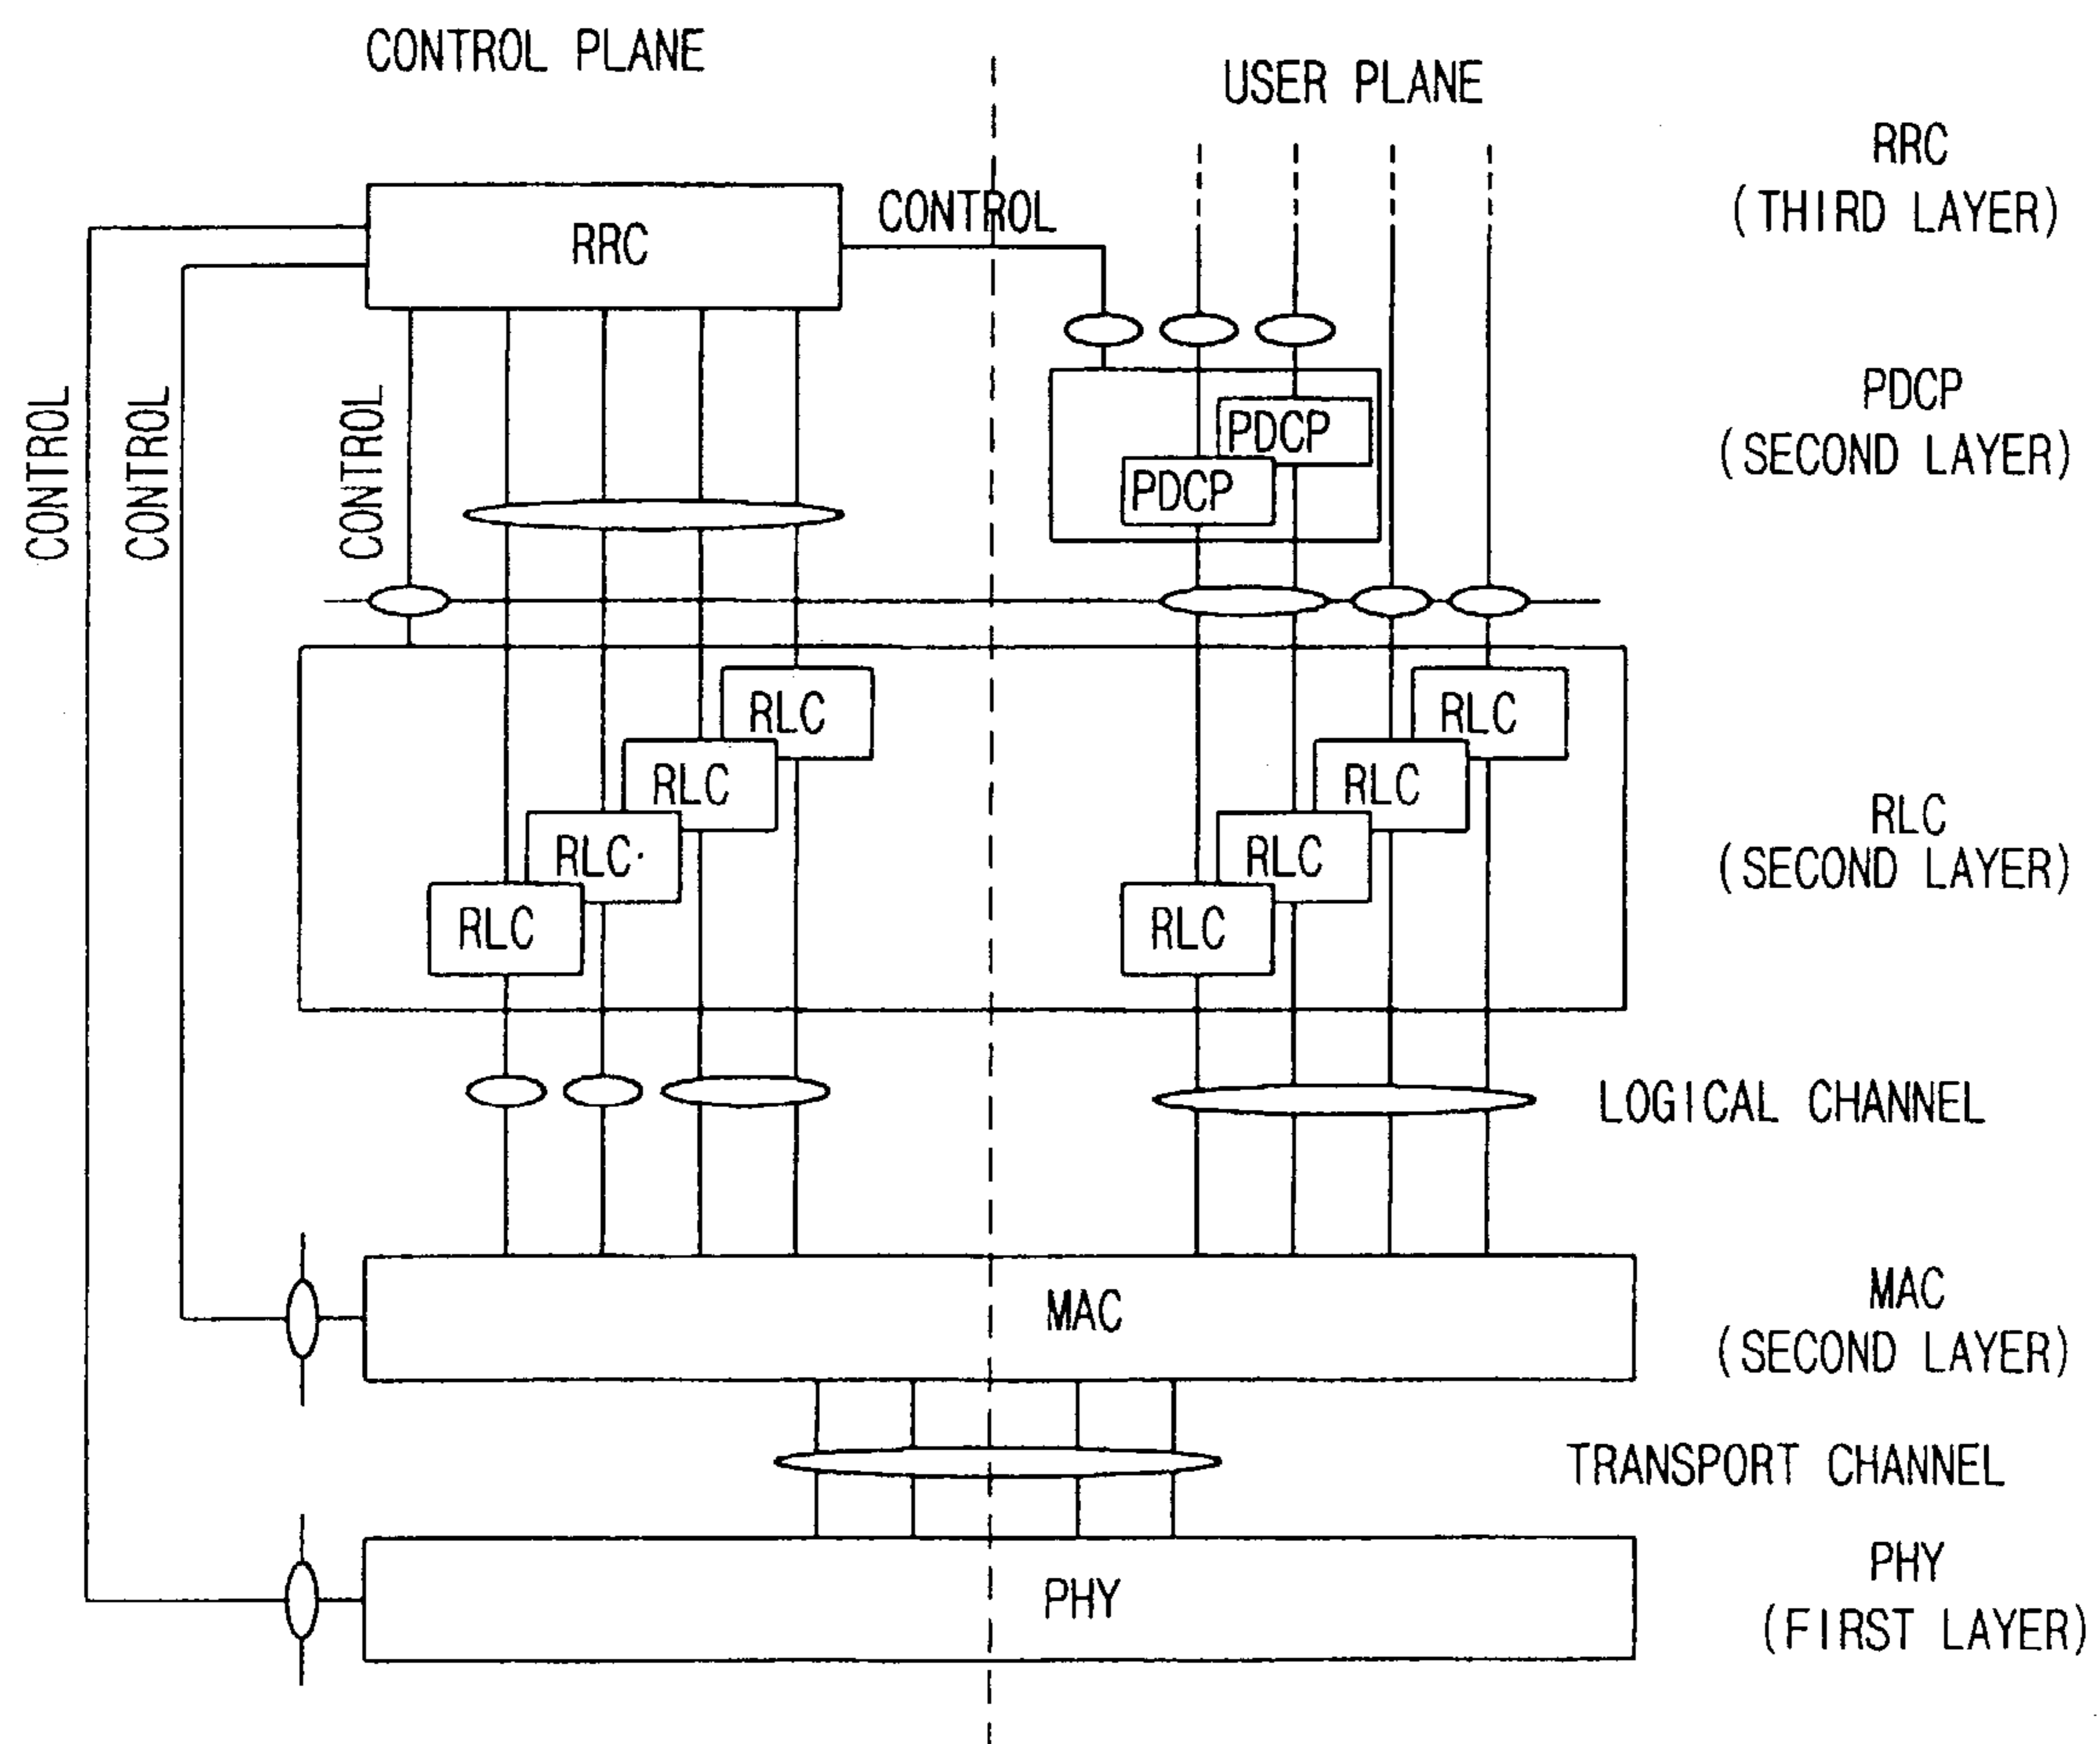 CONTROL PLANE
USER PLANE
RRC
(THIRD LAYER)
RRC
CONTROL
CONTROL
CONTROL
CONTROL
PDCP
(SECOND LAYER)
PDCP
PDCP
RLC
RLC
RLC
RLC
RLC
RLC
RLC
RLC
RLC
(SECOND LAYER)
LOGICAL CHANNEL
MAC
MAC
(SECOND LAYER)
TRANSPORT CHANNEL
PHY
PHY
(FIRST LAYER)